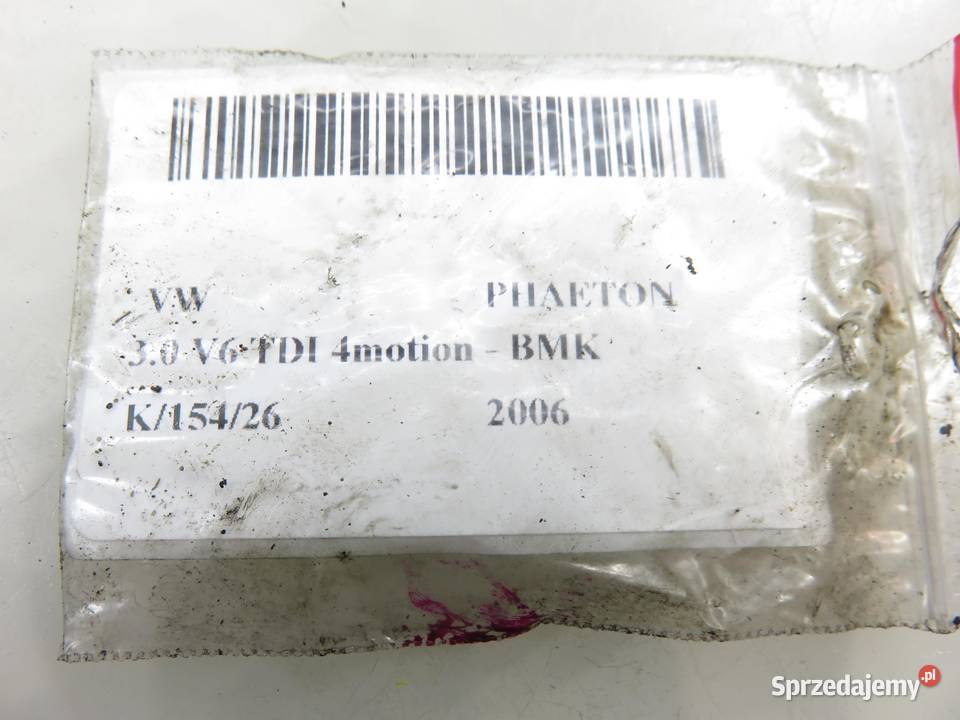 VW PHAETON
3.0 V6 TDI 4motion - BMK
K/154/26 2006
Sprzedajemy.pl